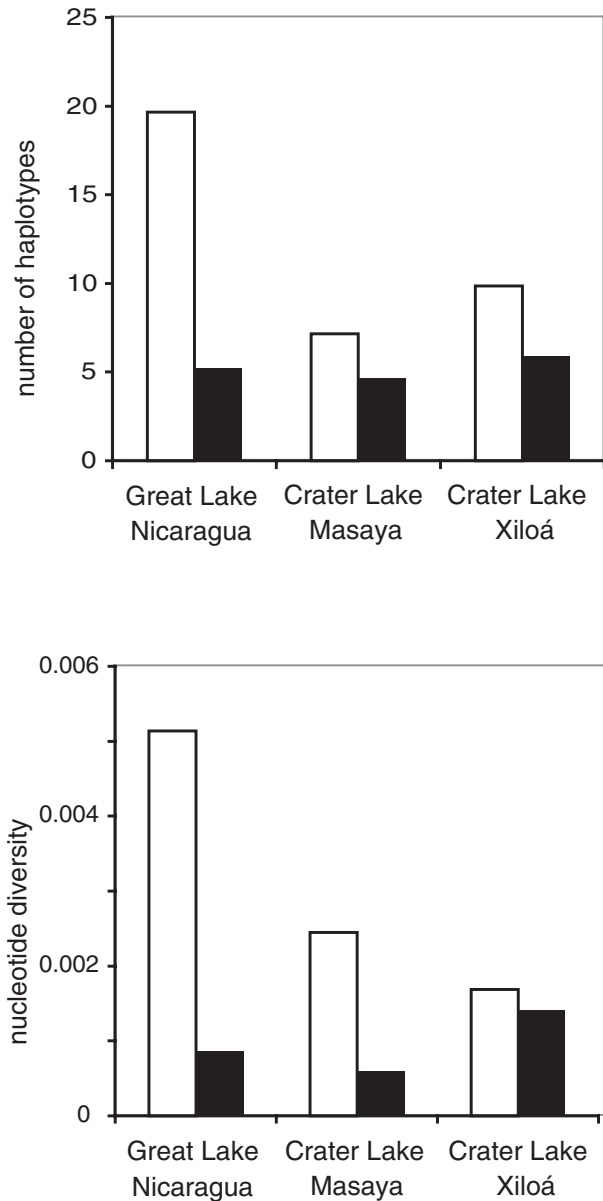 25
20
15
10
5
0
number of haplotypes
Great Lake Crater Lake Crater Lake
Nicaragua Masaya Xiloá
0.006
0.004
0.002
0
nucleotide diversity
Great Lake Crater Lake Crater Lake
Nicaragua Masaya Xiloá